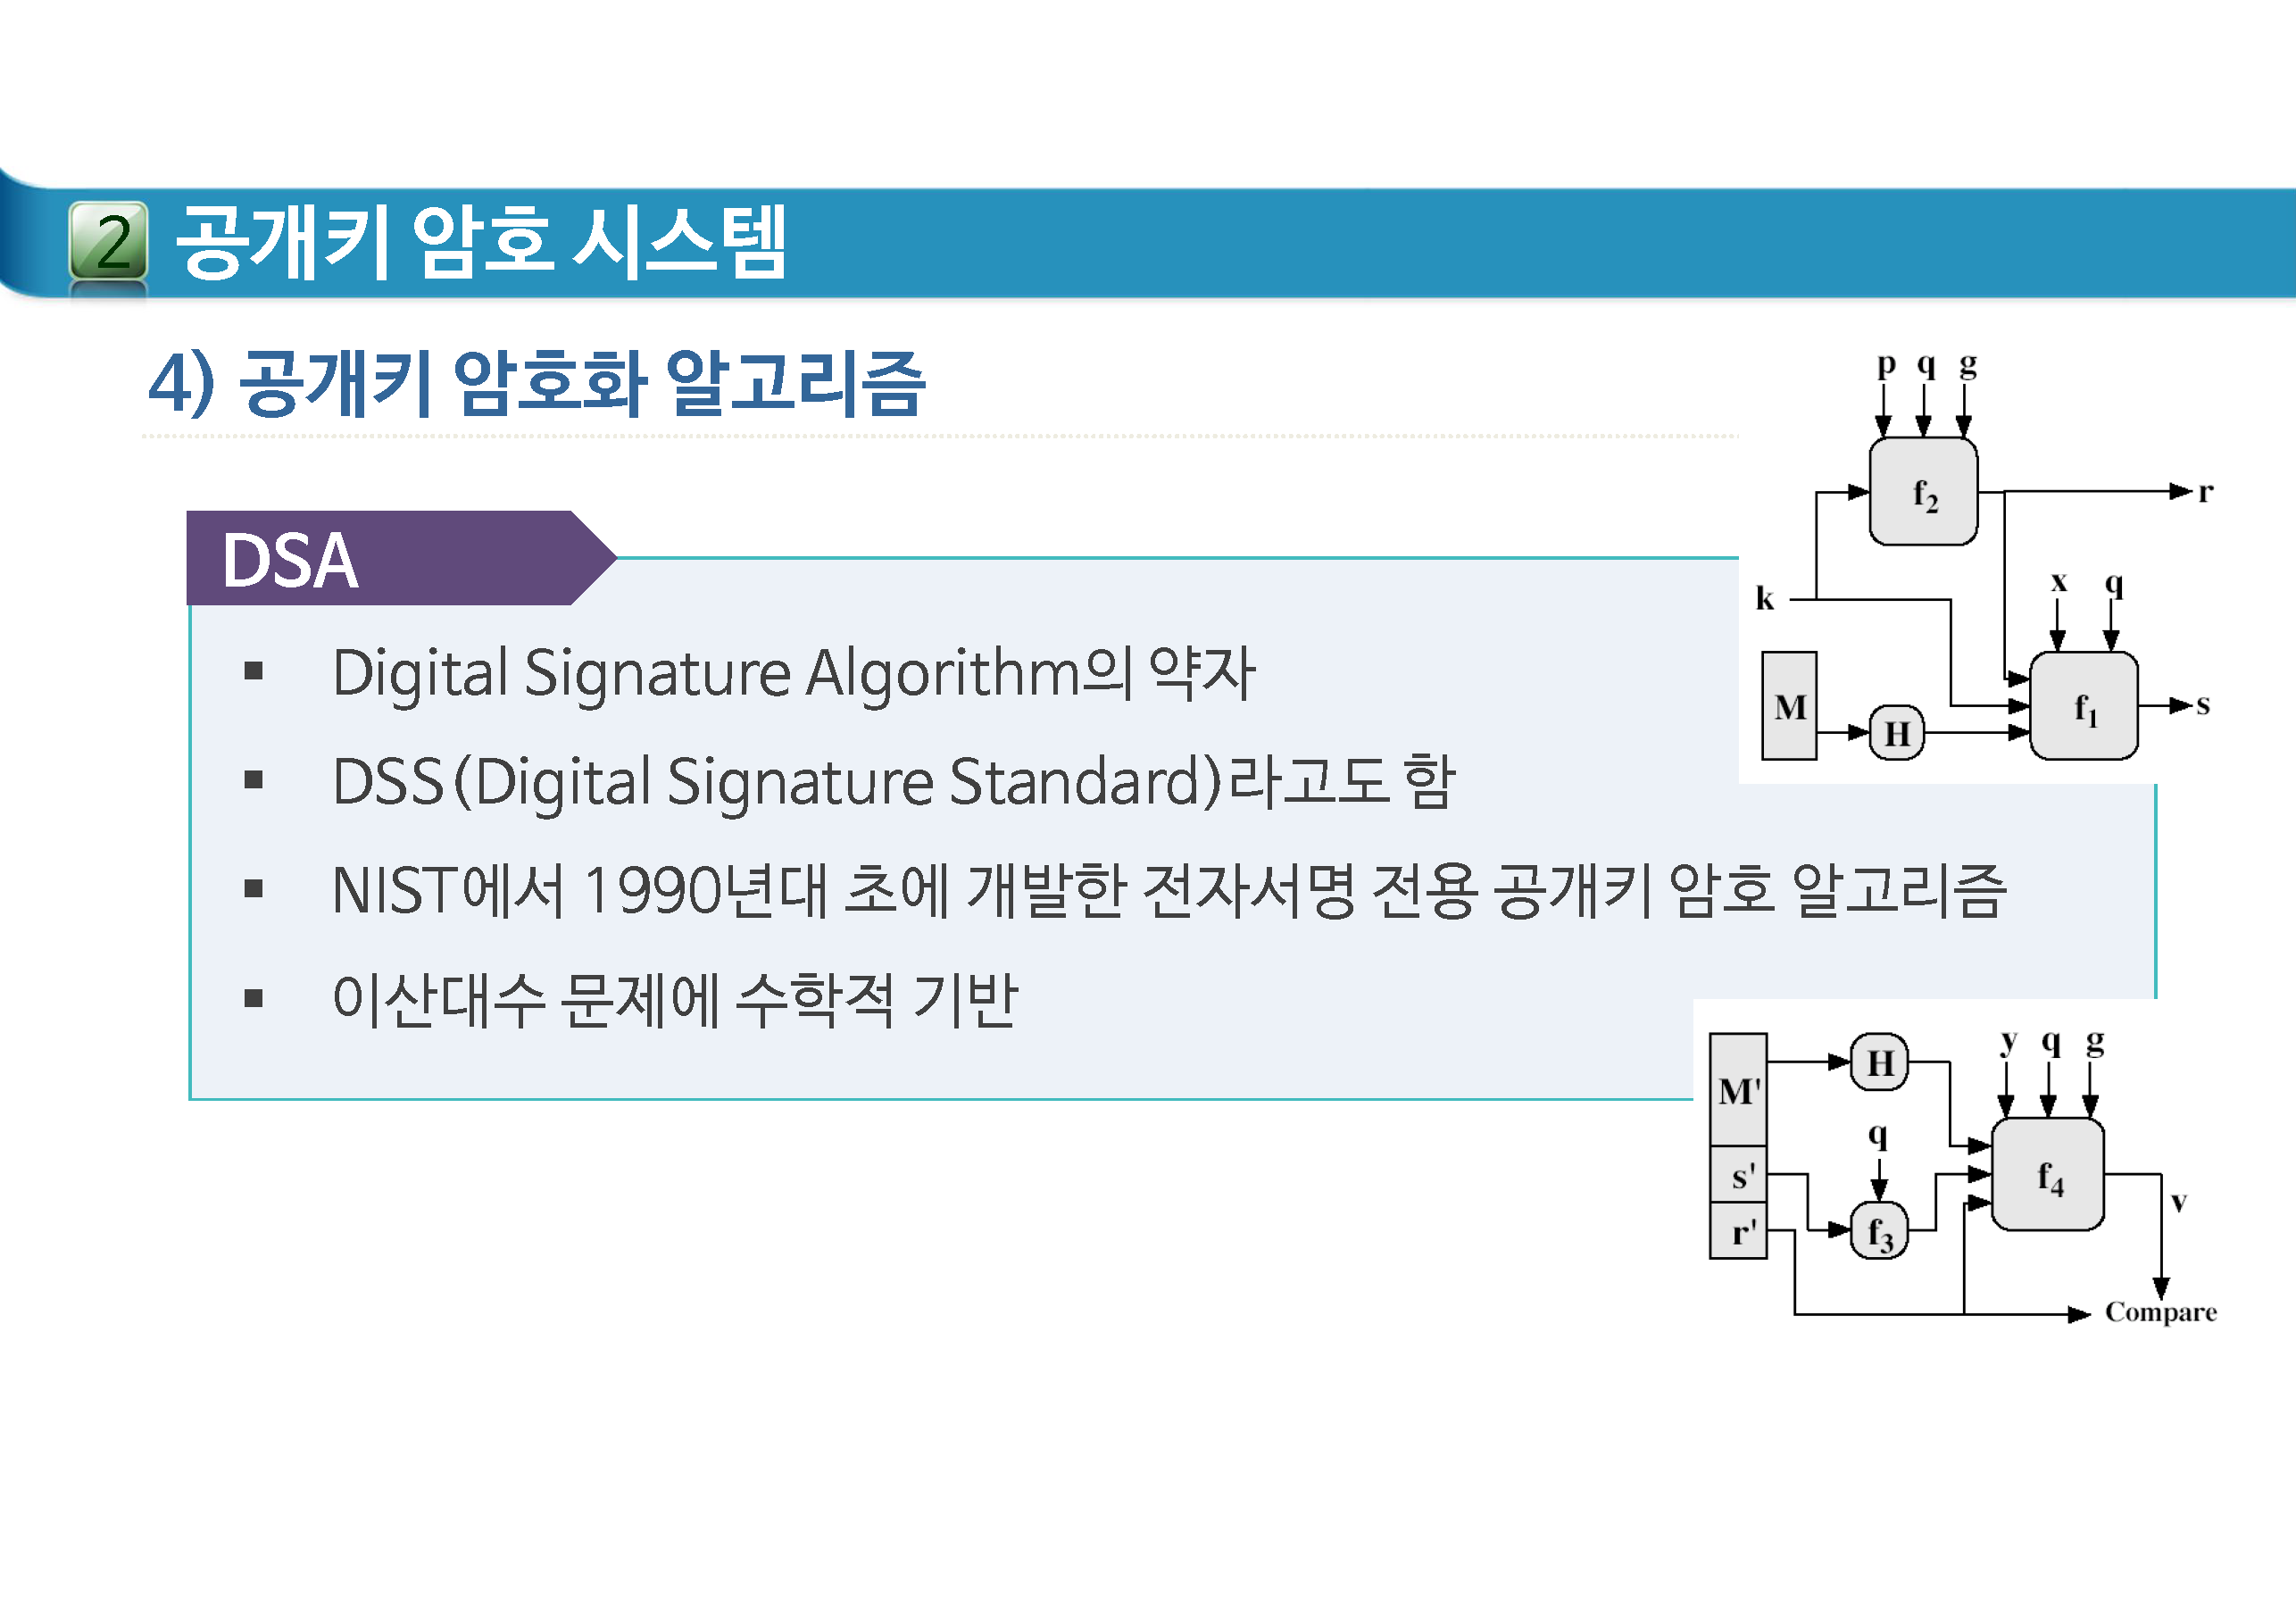 2 공개키 암호 시스템
4) 공개키 암호화 알고리즘
DSA
▪ Digital Signature Algorithm의 약자
▪ DSS(Digital Signature Standard)라고도 함
▪ NIST에서 1990년대 초에 개발한 전자서명 전용 공개키 암호 알고리즘
▪ 이산대수 문제에 수학적 기반
p q g
f2
r
k
x q
M
H
f1
s
M'
H
y q g
q
s'
f4
v
r'
f3
Compare